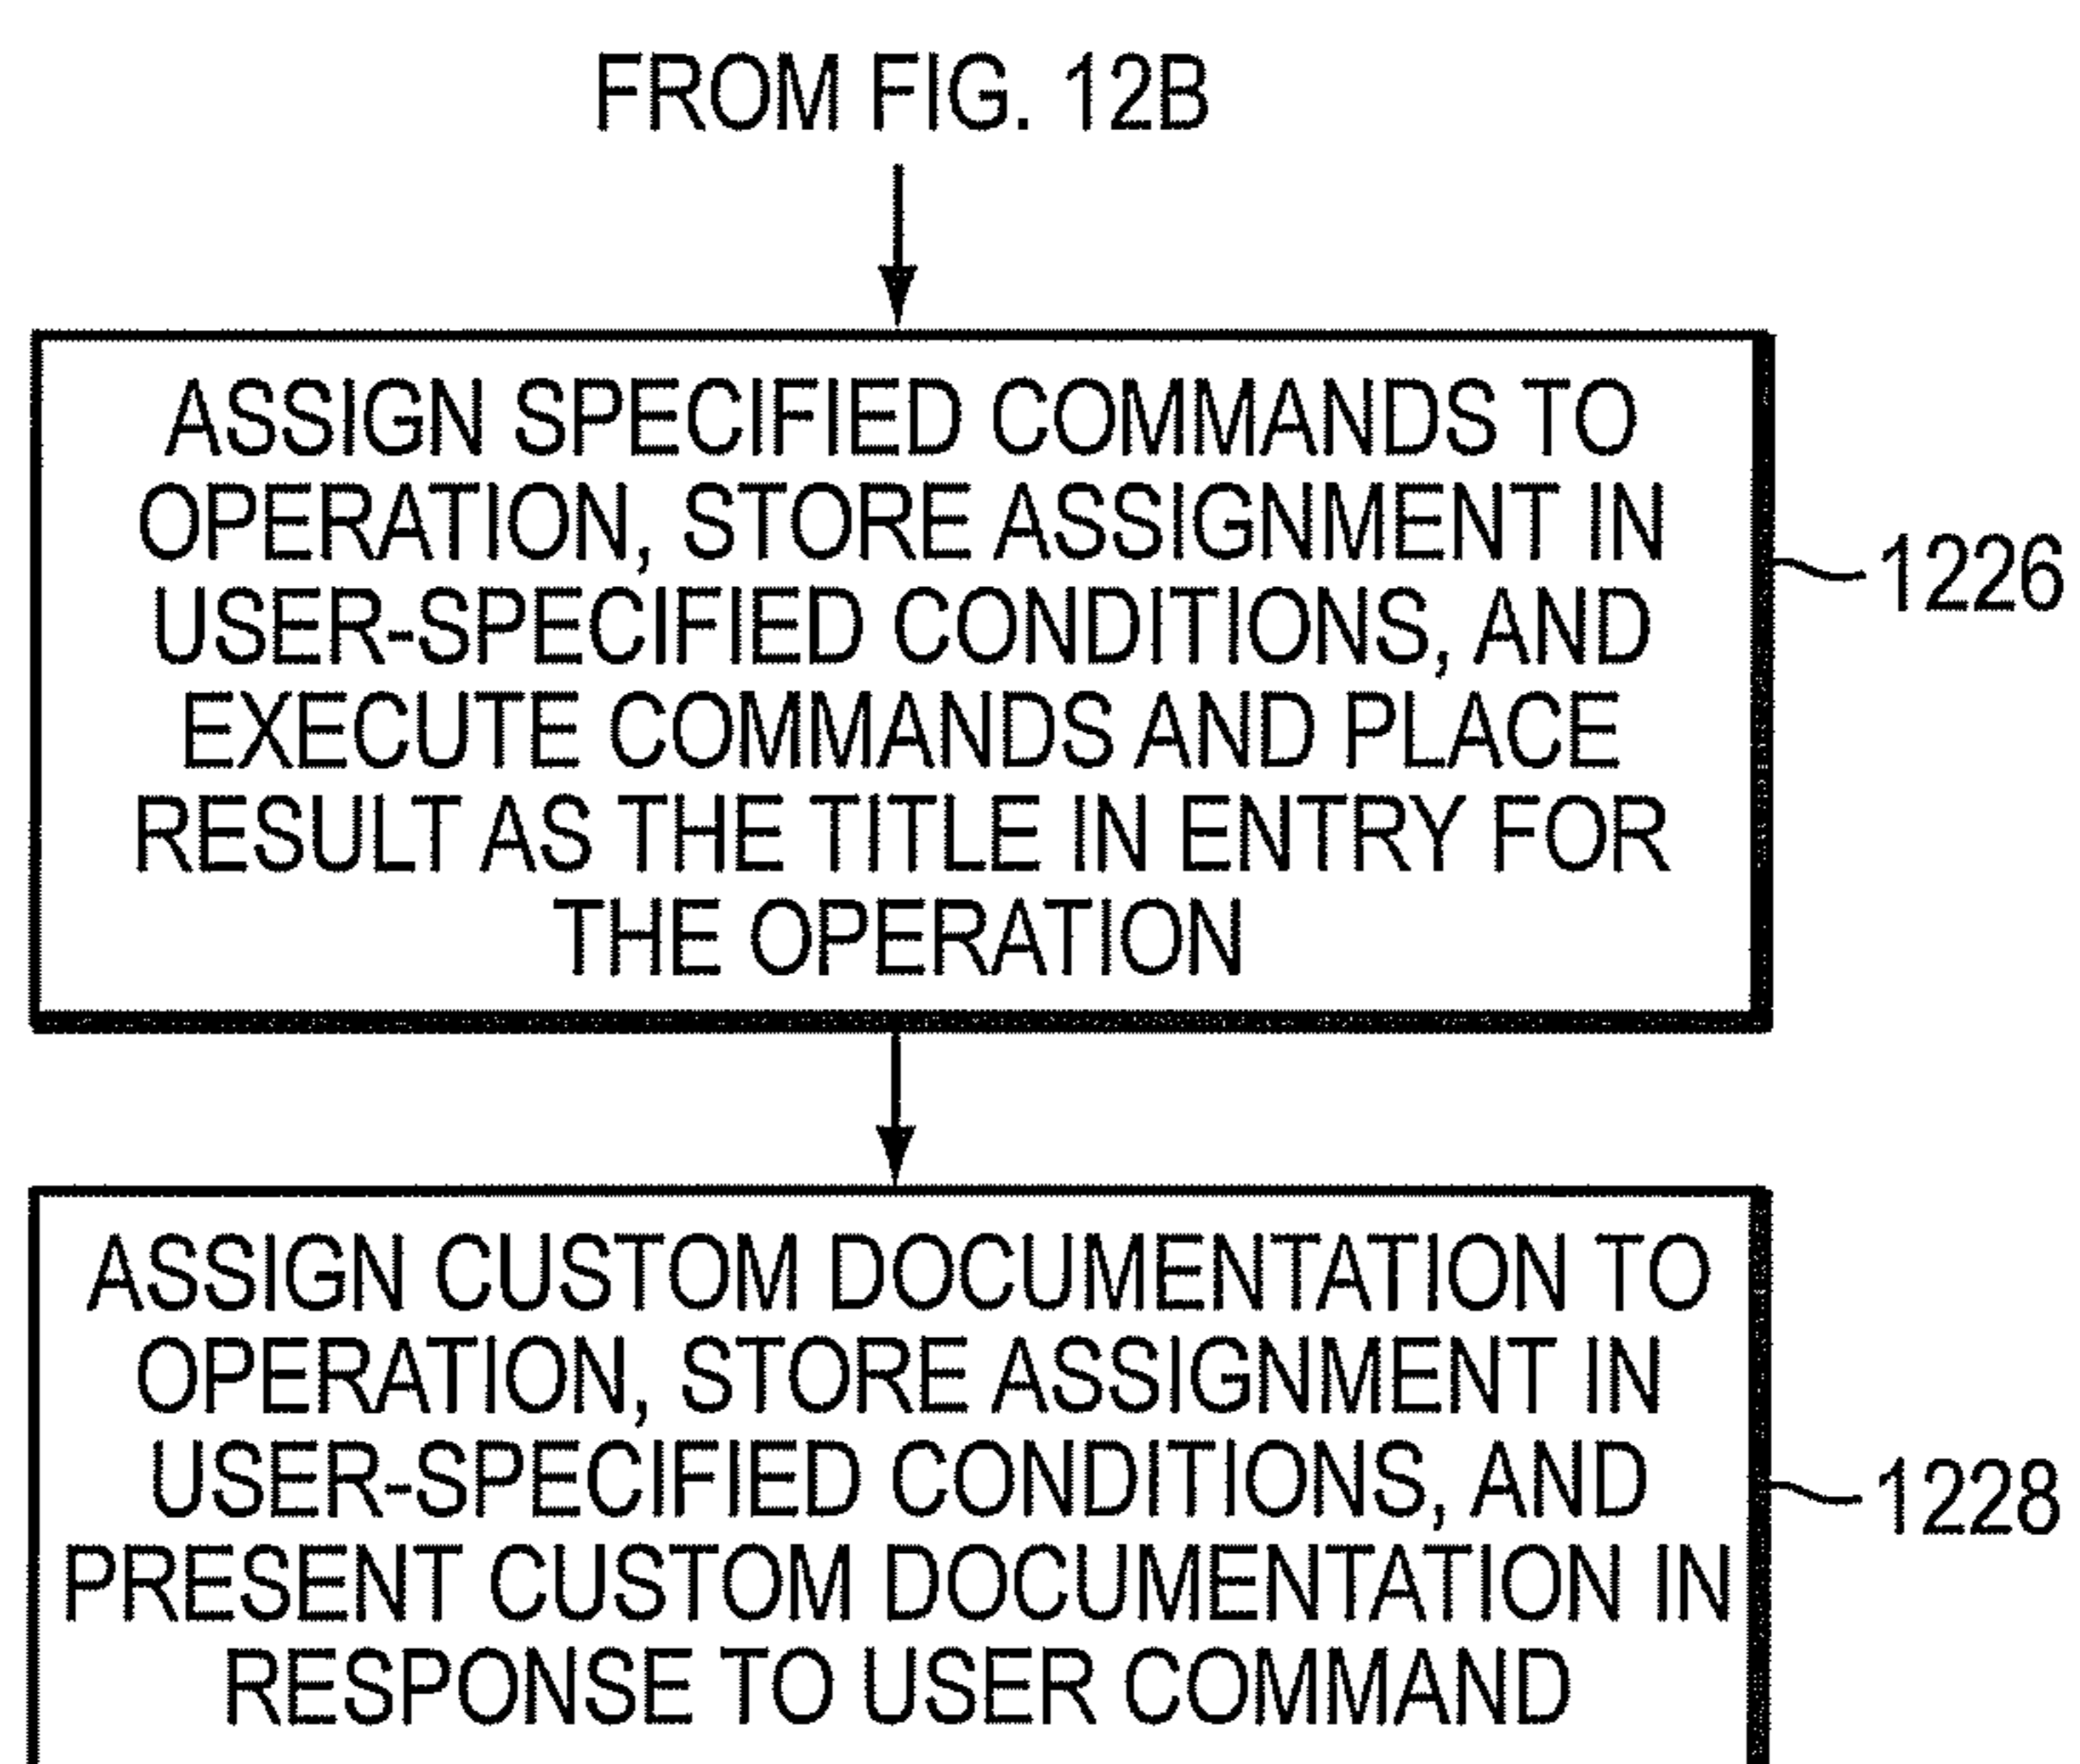 FROM FIG. 12B
ASSIGN SPECIFIED COMMANDS TO
OPERATION, STORE ASSIGNMENT IN
USER-SPECIFIED CONDITIONS, AND
EXECUTE COMMANDS AND PLACE
RESULT AS THE TITLE IN ENTRY FOR
THE OPERATION
1226
ASSIGN CUSTOM DOCUMENTATION TO
OPERATION, STORE ASSIGNMENT IN
USER-SPECIFIED CONDITIONS, AND
PRESENT CUSTOM DOCUMENTATION IN
RESPONSE TO USER COMMAND
1228